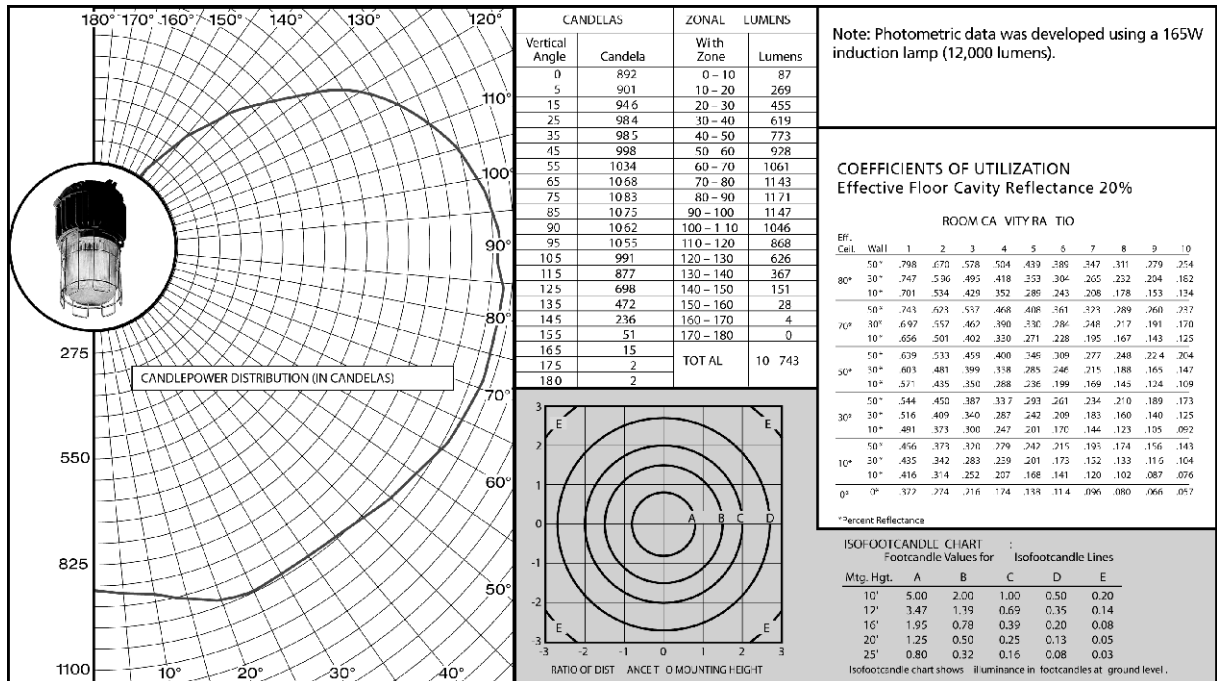 180° 170° 160° 150° 140° 130° 120°
110°
100°
90°
80°
70°
60°
50°
275
550
825
1100
10° 20° 30° 40°
CANDLEPOWER DISTRIBUTION (IN CANDELAS)
CANDELAS ZONAL LUMENS
Vertical Angle Candela With Zone Lumens
0 892 0 – 10 87
5 901 10 – 20 269
15 946 20 – 30 455
25 984 30 – 40 619
35 985 40 – 50 773
45 998 50 60 928
55 1034 60 – 70 1061
65 1068 70 – 80 1143
75 1083 80 – 90 1171
85 1075 90 – 100 1147
90 1062 100 – 1 10 1046
95 1055 110 – 120 868
105 991 120 – 130 626
115 877 130 – 140 367
125 698 140 – 150 151
135 472 150 – 160 28
145 236 160 – 170 4
155 51 170 – 180 0
165 15
175 2
180 2
TOT AL 10 743
3
2
1
0
-1
-2
-3
-3 -2 -1 0 1 2 3
E E
A B C D
E E
RATIO OF DIST ANCE T O MOUNTING HEIGHT
Note: Photometric data was developed using a 165W
induction lamp (12,000 lumens).
COEFFICIENTS OF UTILIZATION
Effective Floor Cavity Reflectance 20%
ROOM CA VITY RA TIO
Eff. Ceil. Wall 1 2 3 4 5 6 7 8 9 10
50* .798 .670 .578 .504 .439 .389 .347 .311 .279 .254
80* 30* .747 .596 .495 .418 .353 .304 .265 .232 .204 .182
10* .701 .534 .429 .352 .289 .243 .208 .178 .153 .134
50* .743 .623 .537 .468 .408 .361 .323 .289 .260 .237
70* 30* .697 .557 .462 .390 .330 .284 .248 .217 .191 .170
10* .656 .501 .402 .330 .271 .228 .195 .167 .143 .125
50* .639 .533 .459 .400 .349 .309 .277 .248 .224 .204
50* 30* .603 .481 .399 .338 .285 .246 .215 .188 .165 .147
10* .571 .435 .350 .288 .236 .199 .169 .145 .124 .109
50* .544 .450 .387 .337 .293 .261 .234 .210 .189 .173
30* 30* .516 .409 .340 .287 .242 .209 .183 .160 .140 .125
10* .491 .373 .300 .247 .201 .170 .144 .123 .105 .092
50* .456 .373 .320 .279 .242 .215 .193 .174 .156 .143
10* 30* .435 .342 .283 .239 .201 .173 .152 .133 .116 .104
10* .416 .314 .252 .207 .168 .141 .120 .102 .087 .076
0* 0* .372 .274 .216 .174 .138 .114 .096 .080 .066 .057
*Percent Reflectance
ISOFOOTCANDLE CHART :
Footcandle Values for Isofootcandle Lines
Mtg. Hgt. A B C D E
10' 5.00 2.00 1.00 0.50 0.20
12' 3.47 1.39 0.69 0.35 0.14
16' 1.95 0.78 0.39 0.20 0.08
20' 1.25 0.50 0.25 0.13 0.05
25' 0.80 0.32 0.16 0.08 0.03
Isofootcandle chart shows illuminance in footcandles at ground level .